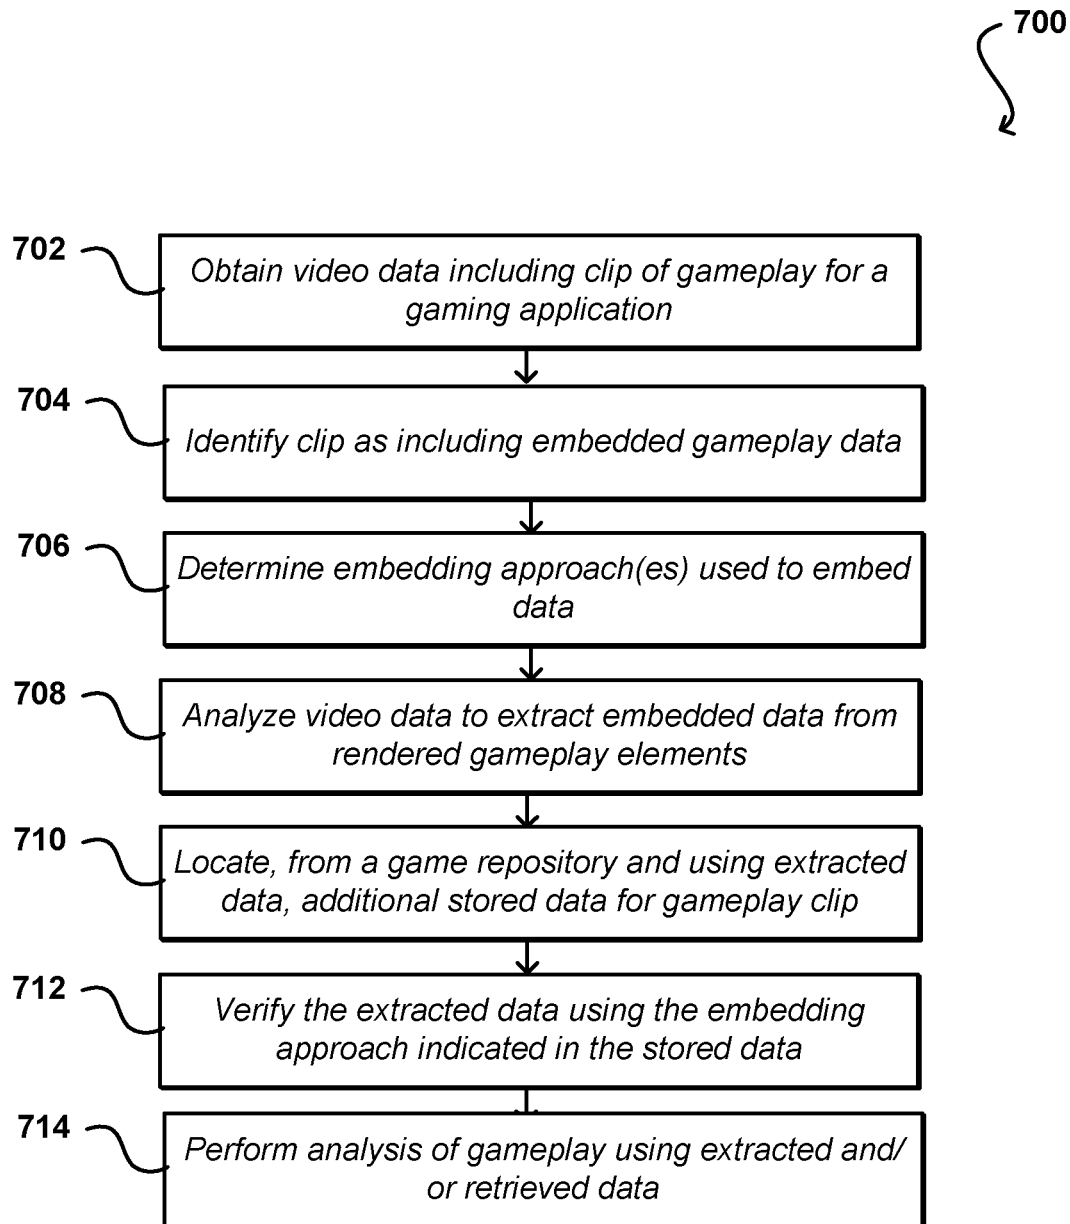 700
702
Obtain video data including clip of gameplay for a
gaming application
704
Identify clip as including embedded gameplay data
706
Determine embedding approach(es) used to embed
data
708
Analyze video data to extract embedded data from
rendered gameplay elements
710
Locate, from a game repository and using extracted
data, additional stored data for gameplay clip
712
Verify the extracted data using the embedding
approach indicated in the stored data
714
Perform analysis of gameplay using extracted and/
or retrieved data